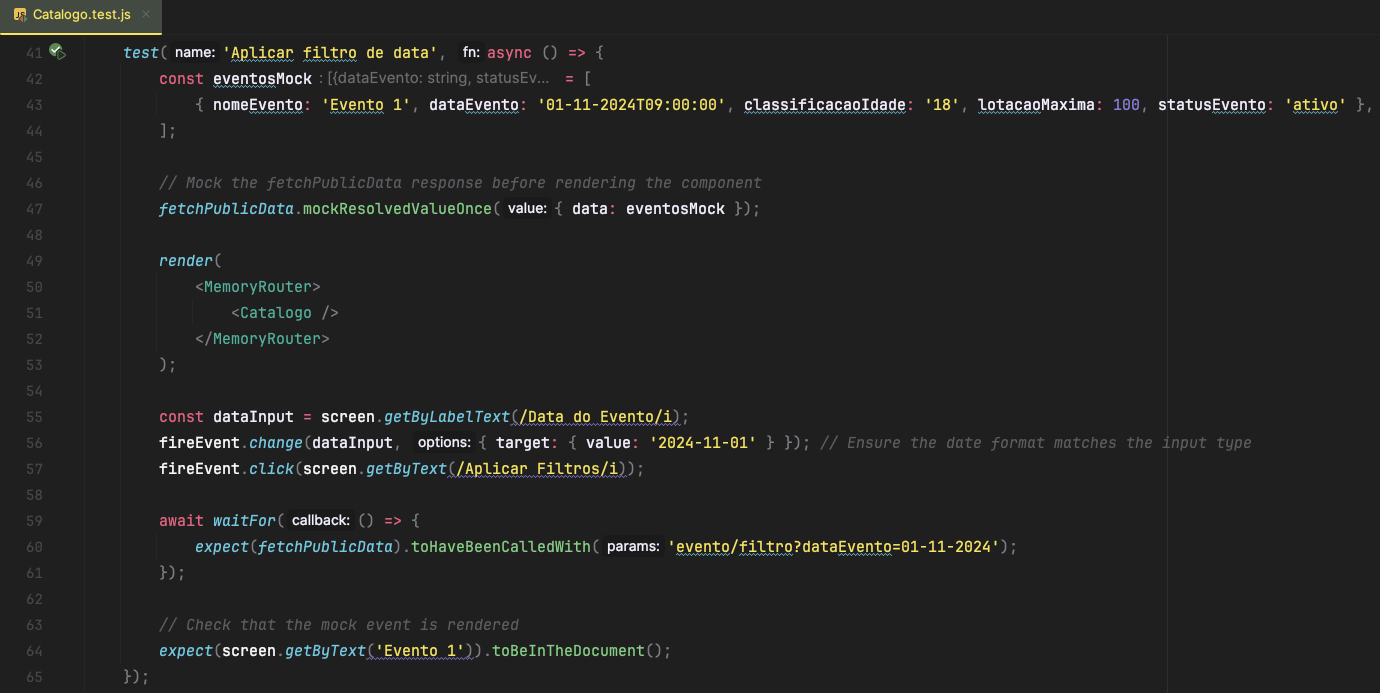 JS Catalogo.test.js ×
41 test( name: 'Aplicar filtro de data', fn: async () => {
42 const eventosMock : [{dataEvento: string, statusEv... = [
43 { nomeEvento: 'Evento 1', dataEvento: '01-11-2024T09:00:00', classificacaoIdade: '18', lotacaoMaxima: 100, statusEvento: 'ativo' },
44 ];
45
46 // Mock the fetchPublicData response before rendering the component
47 fetchPublicData.mockResolvedValueOnce( value: { data: eventosMock });
48
49 render(
50 <MemoryRouter>
51 <Catalogo />
52 </MemoryRouter>
53 );
54
55 const dataInput = screen.getByLabelText(/Data do Evento/i);
56 fireEvent.change(dataInput, options: { target: { value: '2024-11-01' } }); // Ensure the date format matches the input type
57 fireEvent.click(screen.getByText(/Aplicar Filtros/i));
58
59 await waitFor( callback: () => {
60 expect(fetchPublicData).toHaveBeenCalledWith( params: 'evento/filtro?dataEvento=01-11-2024');
61 });
62
63 // Check that the mock event is rendered
64 expect(screen.getByText('Evento 1')).toBeInTheDocument();
65 });